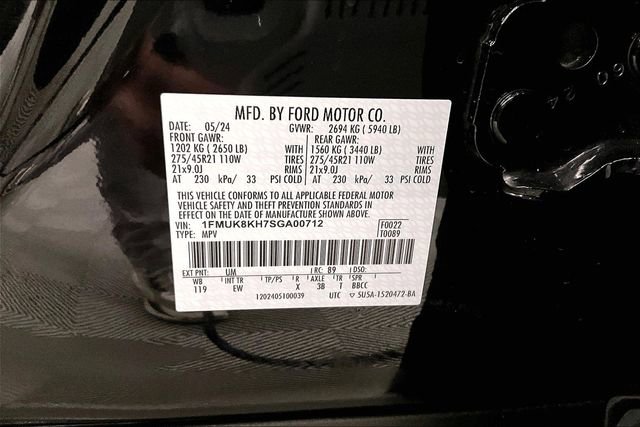 MFD. BY FORD MOTOR CO.
DATE: 05/24 GVWR: 2694 KG ( 5940 LB)
FRONT GAWR: REAR GAWR:
1202 KG ( 2650 LB) WITH 1560 KG ( 3440 LB) WITH
275/45R21 110W TIRES 275/45R21 110W TIRES
21x9.0J RIMS 21x9.0J RIMS
AT 230 kPa/ 33 PSI COLD AT 230 kPa/ 33 PSI COLD
THIS VEHICLE CONFORMS TO ALL APPLICABLE FEDERAL MOTOR
VEHICLE SAFETY AND THEFT PREVENTION STANDARDS IN
EFFECT ON THE DATE OF MANUFACTURE SHOWN ABOVE.
VIN: 1FMUK8KH7SGA00712 F0022
TYPE: MPV T0089
EXT PNT: UM RC: 89 DSO:
WB INT TR TP/PS R AXLE TR SPR
119 EW X 3B T BBCC
1202405100039 UTC ▽ 5U5A-1520472-BA